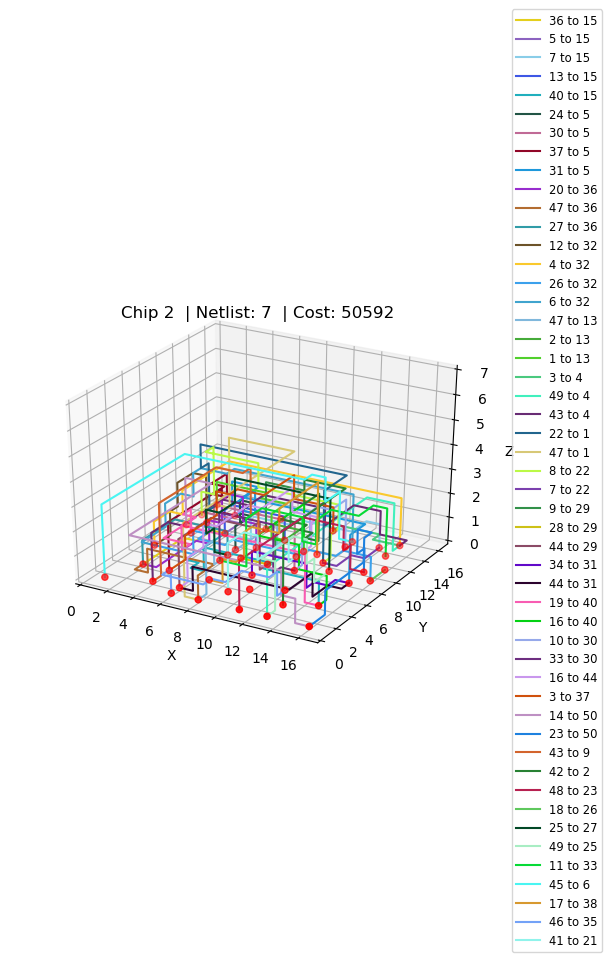 Chip 2 | Netlist: 7 | Cost: 50592
7
6
5
4
3
2
1
0
Z
0
2
4
6
8
10
12
14
16
X
0
2
4
6
8
10
12
14
16
Y
36 to 15
5 to 15
7 to 15
13 to 15
40 to 15
24 to 5
30 to 5
37 to 5
31 to 5
20 to 36
47 to 36
27 to 36
12 to 32
4 to 32
26 to 32
6 to 32
47 to 13
2 to 13
1 to 13
3 to 4
49 to 4
43 to 4
22 to 1
47 to 1
8 to 22
7 to 22
9 to 29
28 to 29
44 to 29
34 to 31
44 to 31
19 to 40
16 to 40
10 to 30
33 to 30
16 to 44
3 to 37
14 to 50
23 to 50
43 to 9
42 to 2
48 to 23
18 to 26
25 to 27
49 to 25
11 to 33
45 to 6
17 to 38
46 to 35
41 to 21